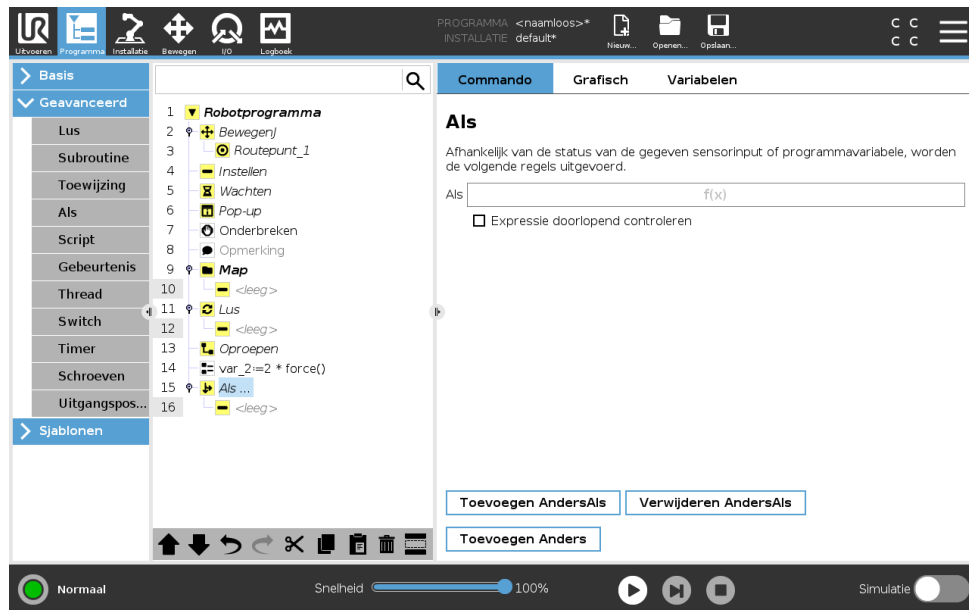 PROGRAMMA <naamloos>*
INSTALLATIE default*
Uitvoeren Programma Installatie Bewegen I/O Logboek Nieuw... Openen... Opslaan...
C C
C C
Basis
Geavanceerd
Lus
Subroutine
Toewijzing
Als
Script
Gebeurtenis
Thread
Switch
Timer
Schroeven
Uitgangspos...
Sjablonen
1 Robotprogramma
2 BewegenJ
3 Routepunt_1
4 Instellen
5 Wachten
6 Pop-up
7 Onderbreken
8 Opmerking
9 Map
10 <leeg>
11 Lus
12 <leeg>
13 Oproepen
14 var_2:=2 * force()
15 Als ...
16 <leeg>
Commando Grafisch Variabelen
Als
Afhankelijk van de status van de gegeven sensorinput of programmavariabele, worden
de volgende regels uitgevoerd.
Als f(x)
Expressie doorlopend controleren
Toevoegen AndersAls Verwijderen AndersAls
Toevoegen Anders
Normaal Snelheid 100% Simulatie